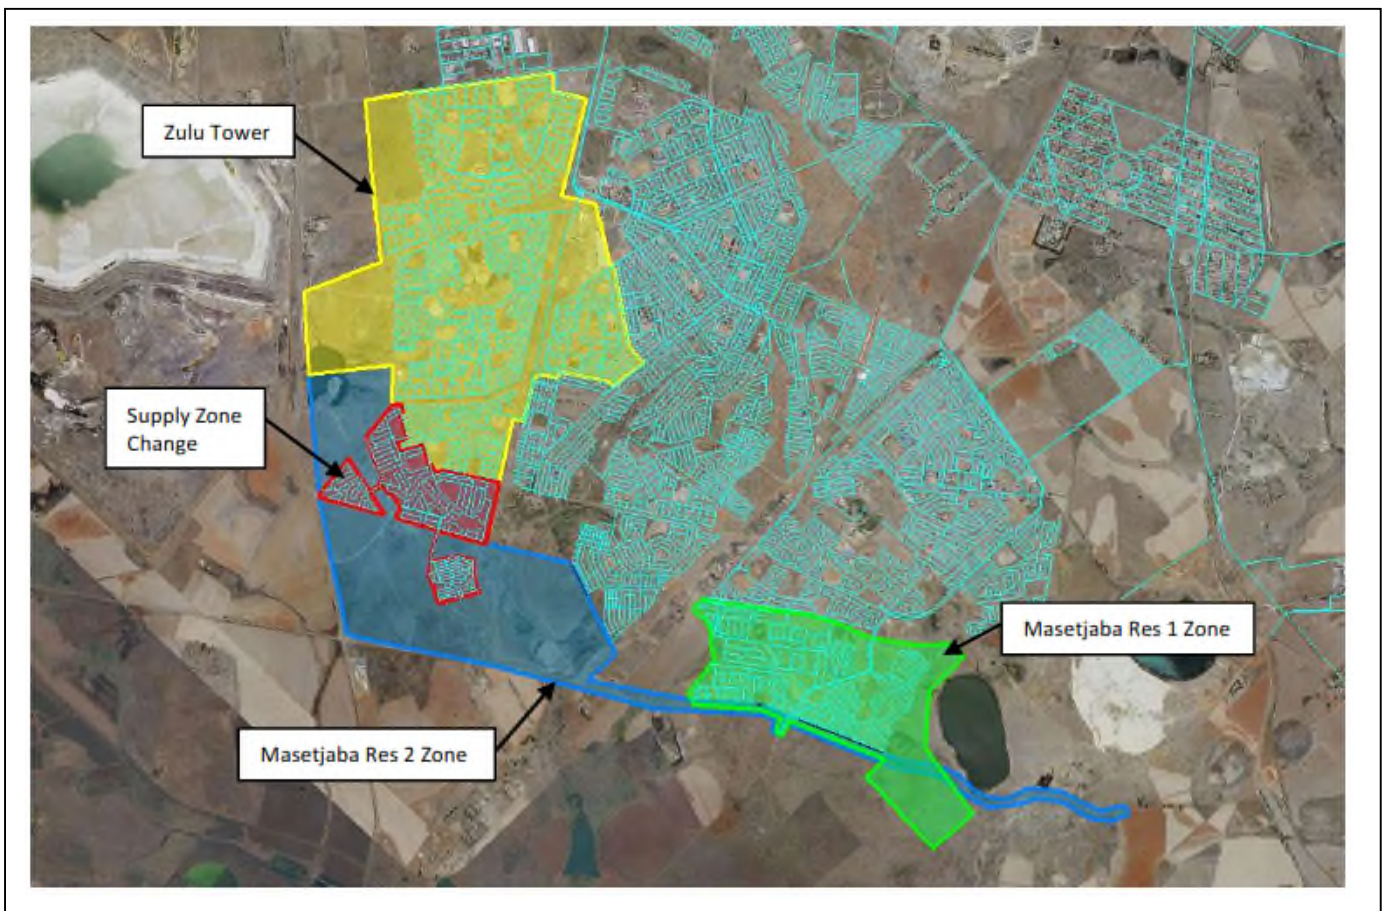 Zulu Tower
Supply Zone
Change
Masetjaba Res 1 Zone
Masetjaba Res 2 Zone